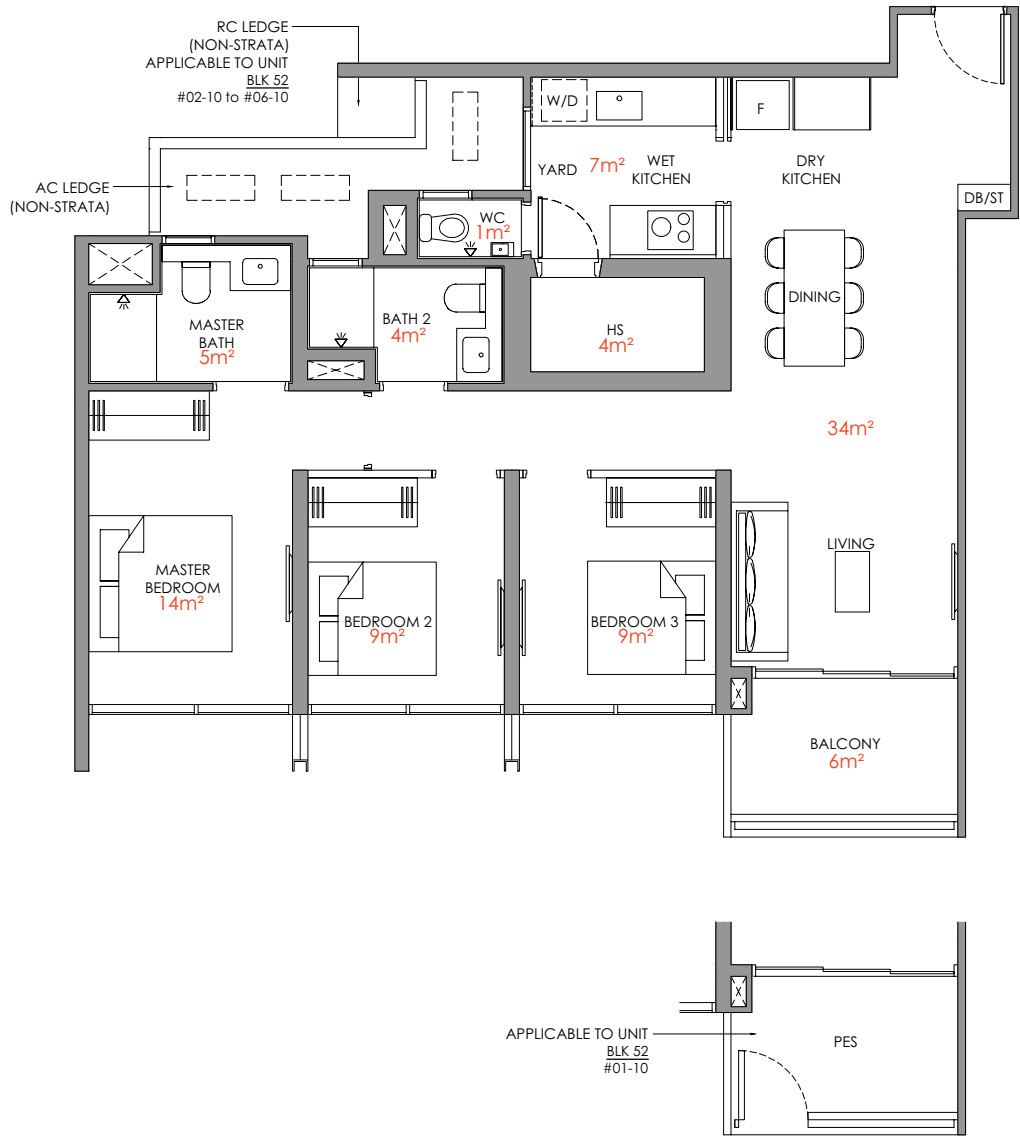 RC LEDGE
(NON-STRATA)
APPLICABLE TO UNIT
BLK 52
#02-10 to #06-10
AC LEDGE
(NON-STRATA)
W/D
F
YARD
7m²
WET
KITCHEN
DRY
KITCHEN
DB/ST
WC
1m²
MASTER
BATH
5m²
BATH 2
4m²
HS
4m²
DINING
34m²
MASTER
BEDROOM
14m²
BEDROOM 2
9m²
BEDROOM 3
9m²
LIVING
BALCONY
6m²
APPLICABLE TO UNIT
BLK 52
#01-10
PES